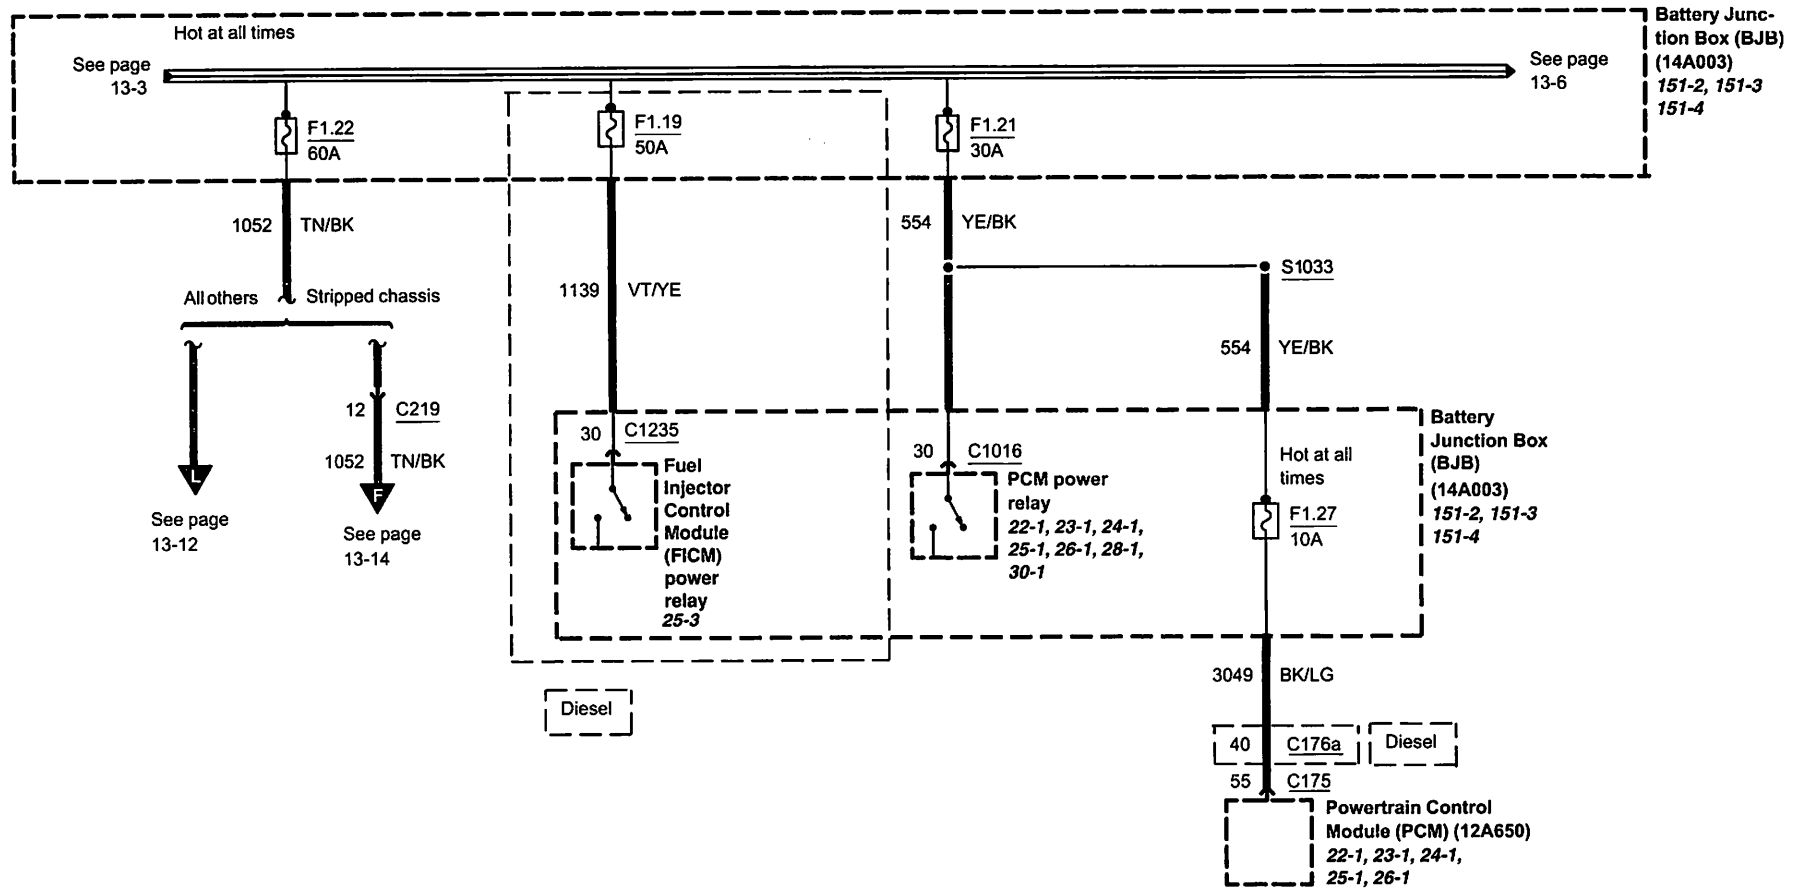 Hot at all times
See page
13-3
See page
13-6
Battery Junc-
tion Box (BJB)
(14A003)
151-2, 151-3
151-4
F1.22
60A
F1.19
50A
F1.21
30A
1052 TN/BK
554 YE/BK
1139 VT/YE
S1033
All others
Stripped chassis
554 YE/BK
12 C219
1052 TN/BK
L
F
See page
13-12
See page
13-14
30 C1235
Fuel
Injector
Control
Module
(FICM)
power
relay
25-3
30 C1016
PCM power
relay
22-1, 23-1, 24-1,
25-1, 26-1, 28-1,
30-1
Hot at all
times
F1.27
10A
Battery
Junction Box
(BJB)
(14A003)
151-2, 151-3
151-4
Diesel
3049 BK/LG
40 C176a
Diesel
55 C175
Powertrain Control
Module (PCM) (12A650)
22-1, 23-1, 24-1,
25-1, 26-1